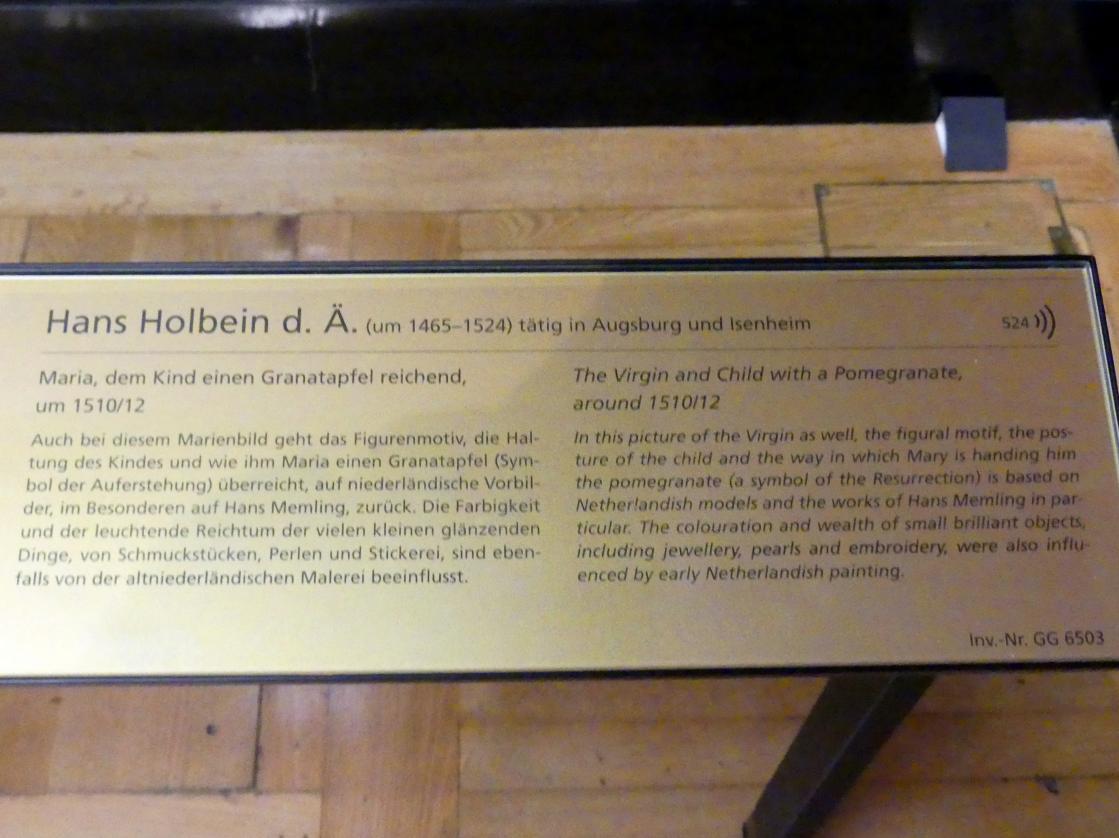 Hans Holbein d. Ä. (um 1465–1524) tätig in Augsburg und Isenheim
524
Maria, dem Kind einen Granatapfel reichend,
um 1510/12
Auch bei diesem Marienbild geht das Figurenmotiv, die Hal-
tung des Kindes und wie ihm Maria einen Granatapfel (Sym-
bol der Auferstehung) überreicht, auf niederländische Vorbil-
der, im Besonderen auf Hans Memling, zurück. Die Farbigkeit
und der leuchtende Reichtum der vielen kleinen glänzenden
Dinge, von Schmuckstücken, Perlen und Stickerei, sind eben-
falls von der altniederländischen Malerei beeinflusst.
The Virgin and Child with a Pomegranate,
around 1510/12
In this picture of the Virgin as well, the figural motif, the pos-
ture of the child and the way in which Mary is handing him
the pomegranate (a symbol of the Resurrection) is based on
Netherlandish models and the works of Hans Memling in par-
ticular. The colouration and wealth of small brilliant objects,
including jewellery, pearls and embroidery, were also influ-
enced by early Netherlandish painting.
Inv.-Nr. GG 6503